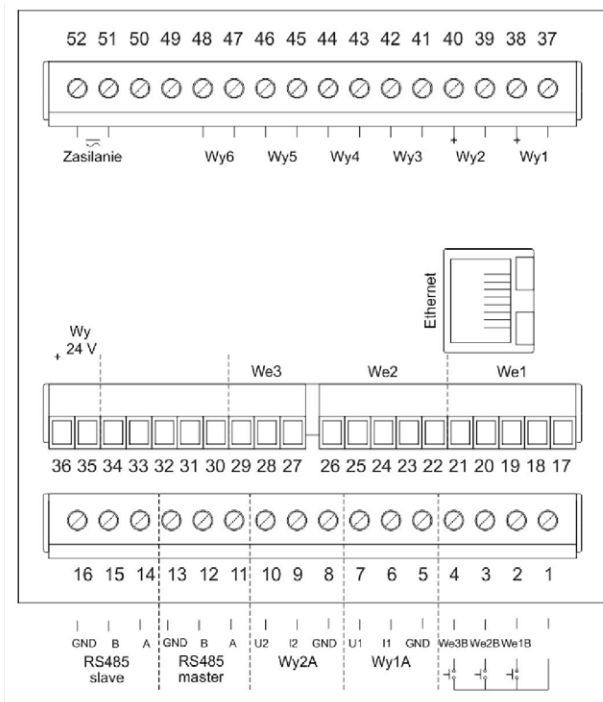 52 51 50 49 48 47 46 45 44 43 42 41 40 39 38 37
+ +
Zasilanie Wy6 Wy5 Wy4 Wy3 Wy2 Wy1
Ethernet
Wy
+ 24 V
We3 We2 We1
36 35 34 33 32 31 30 29 28 27 26 25 24 23 22 21 20 19 18 17
16 15 14 13 12 11 10 9 8 7 6 5 4 3 2 1
GND B A GND B A U2 I2 GND U1 I1 GND We3B We2B We1B
RS485 RS485 Wy2A Wy1A
slave master